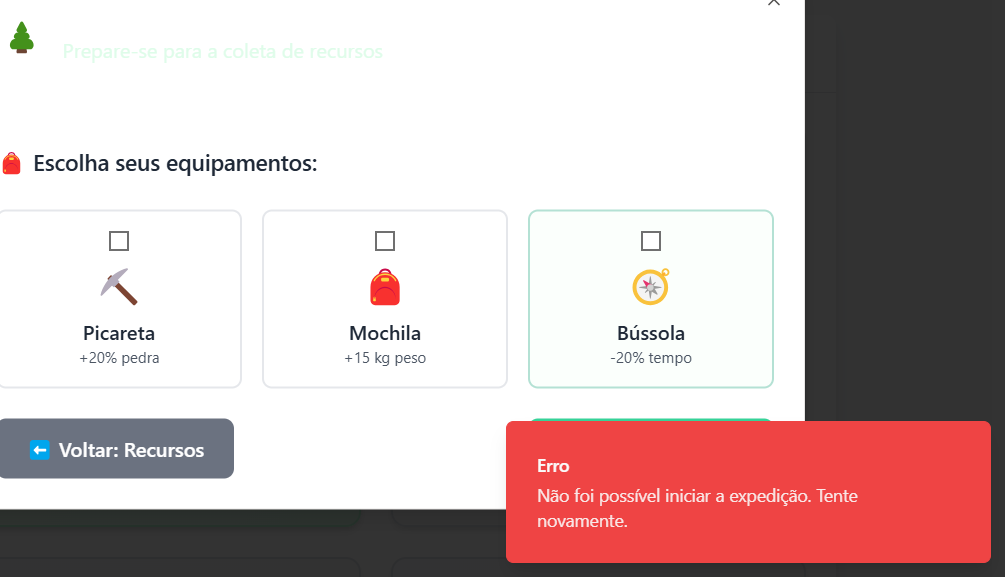 Prepare-se para a coleta de recursos
Escolha seus equipamentos:
Picareta
+20% pedra
Mochila
+15 kg peso
Bússola
-20% tempo
Voltar: Recursos
Erro
Não foi possível iniciar a expedição. Tente
novamente.